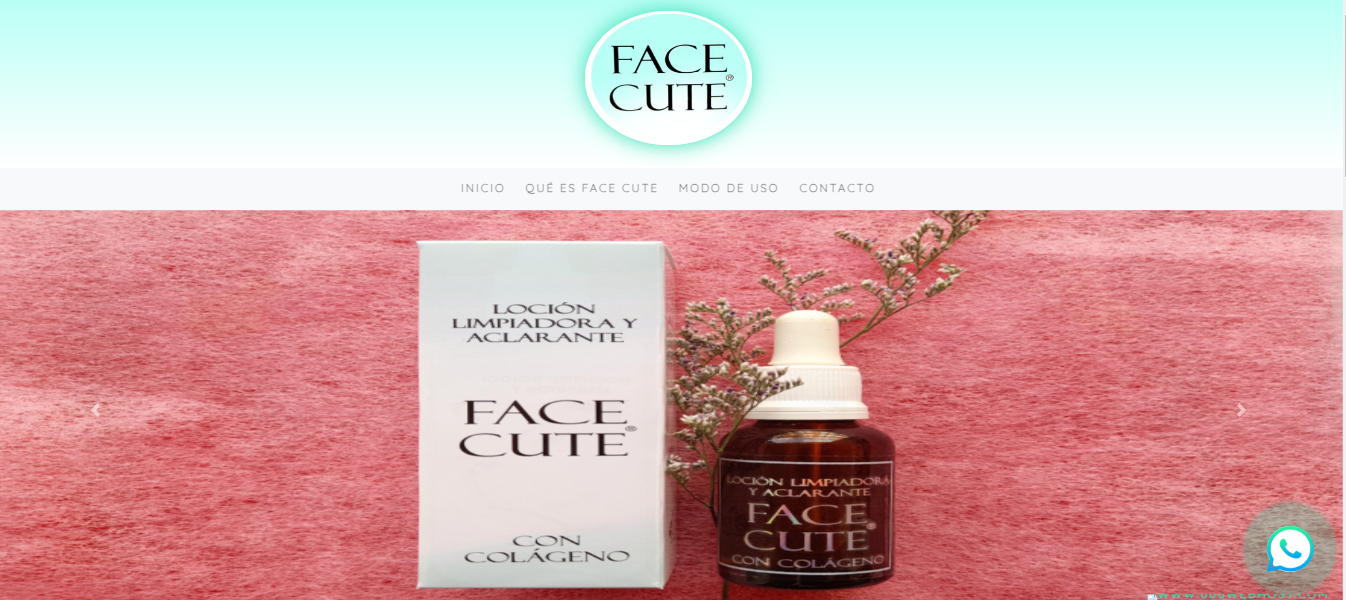 FACE
CUTE®
INICIO QUÉ ES FACE CUTE MODO DE USO CONTACTO
LOCIÓN
LIMPIADORA Y
ACLARANTE
FACE
CUTE®
CON
COLÁGENO
LOCIÓN LIMPIADORA
Y ACLARANTE
FACE
CUTE®
CON COLÁGENO